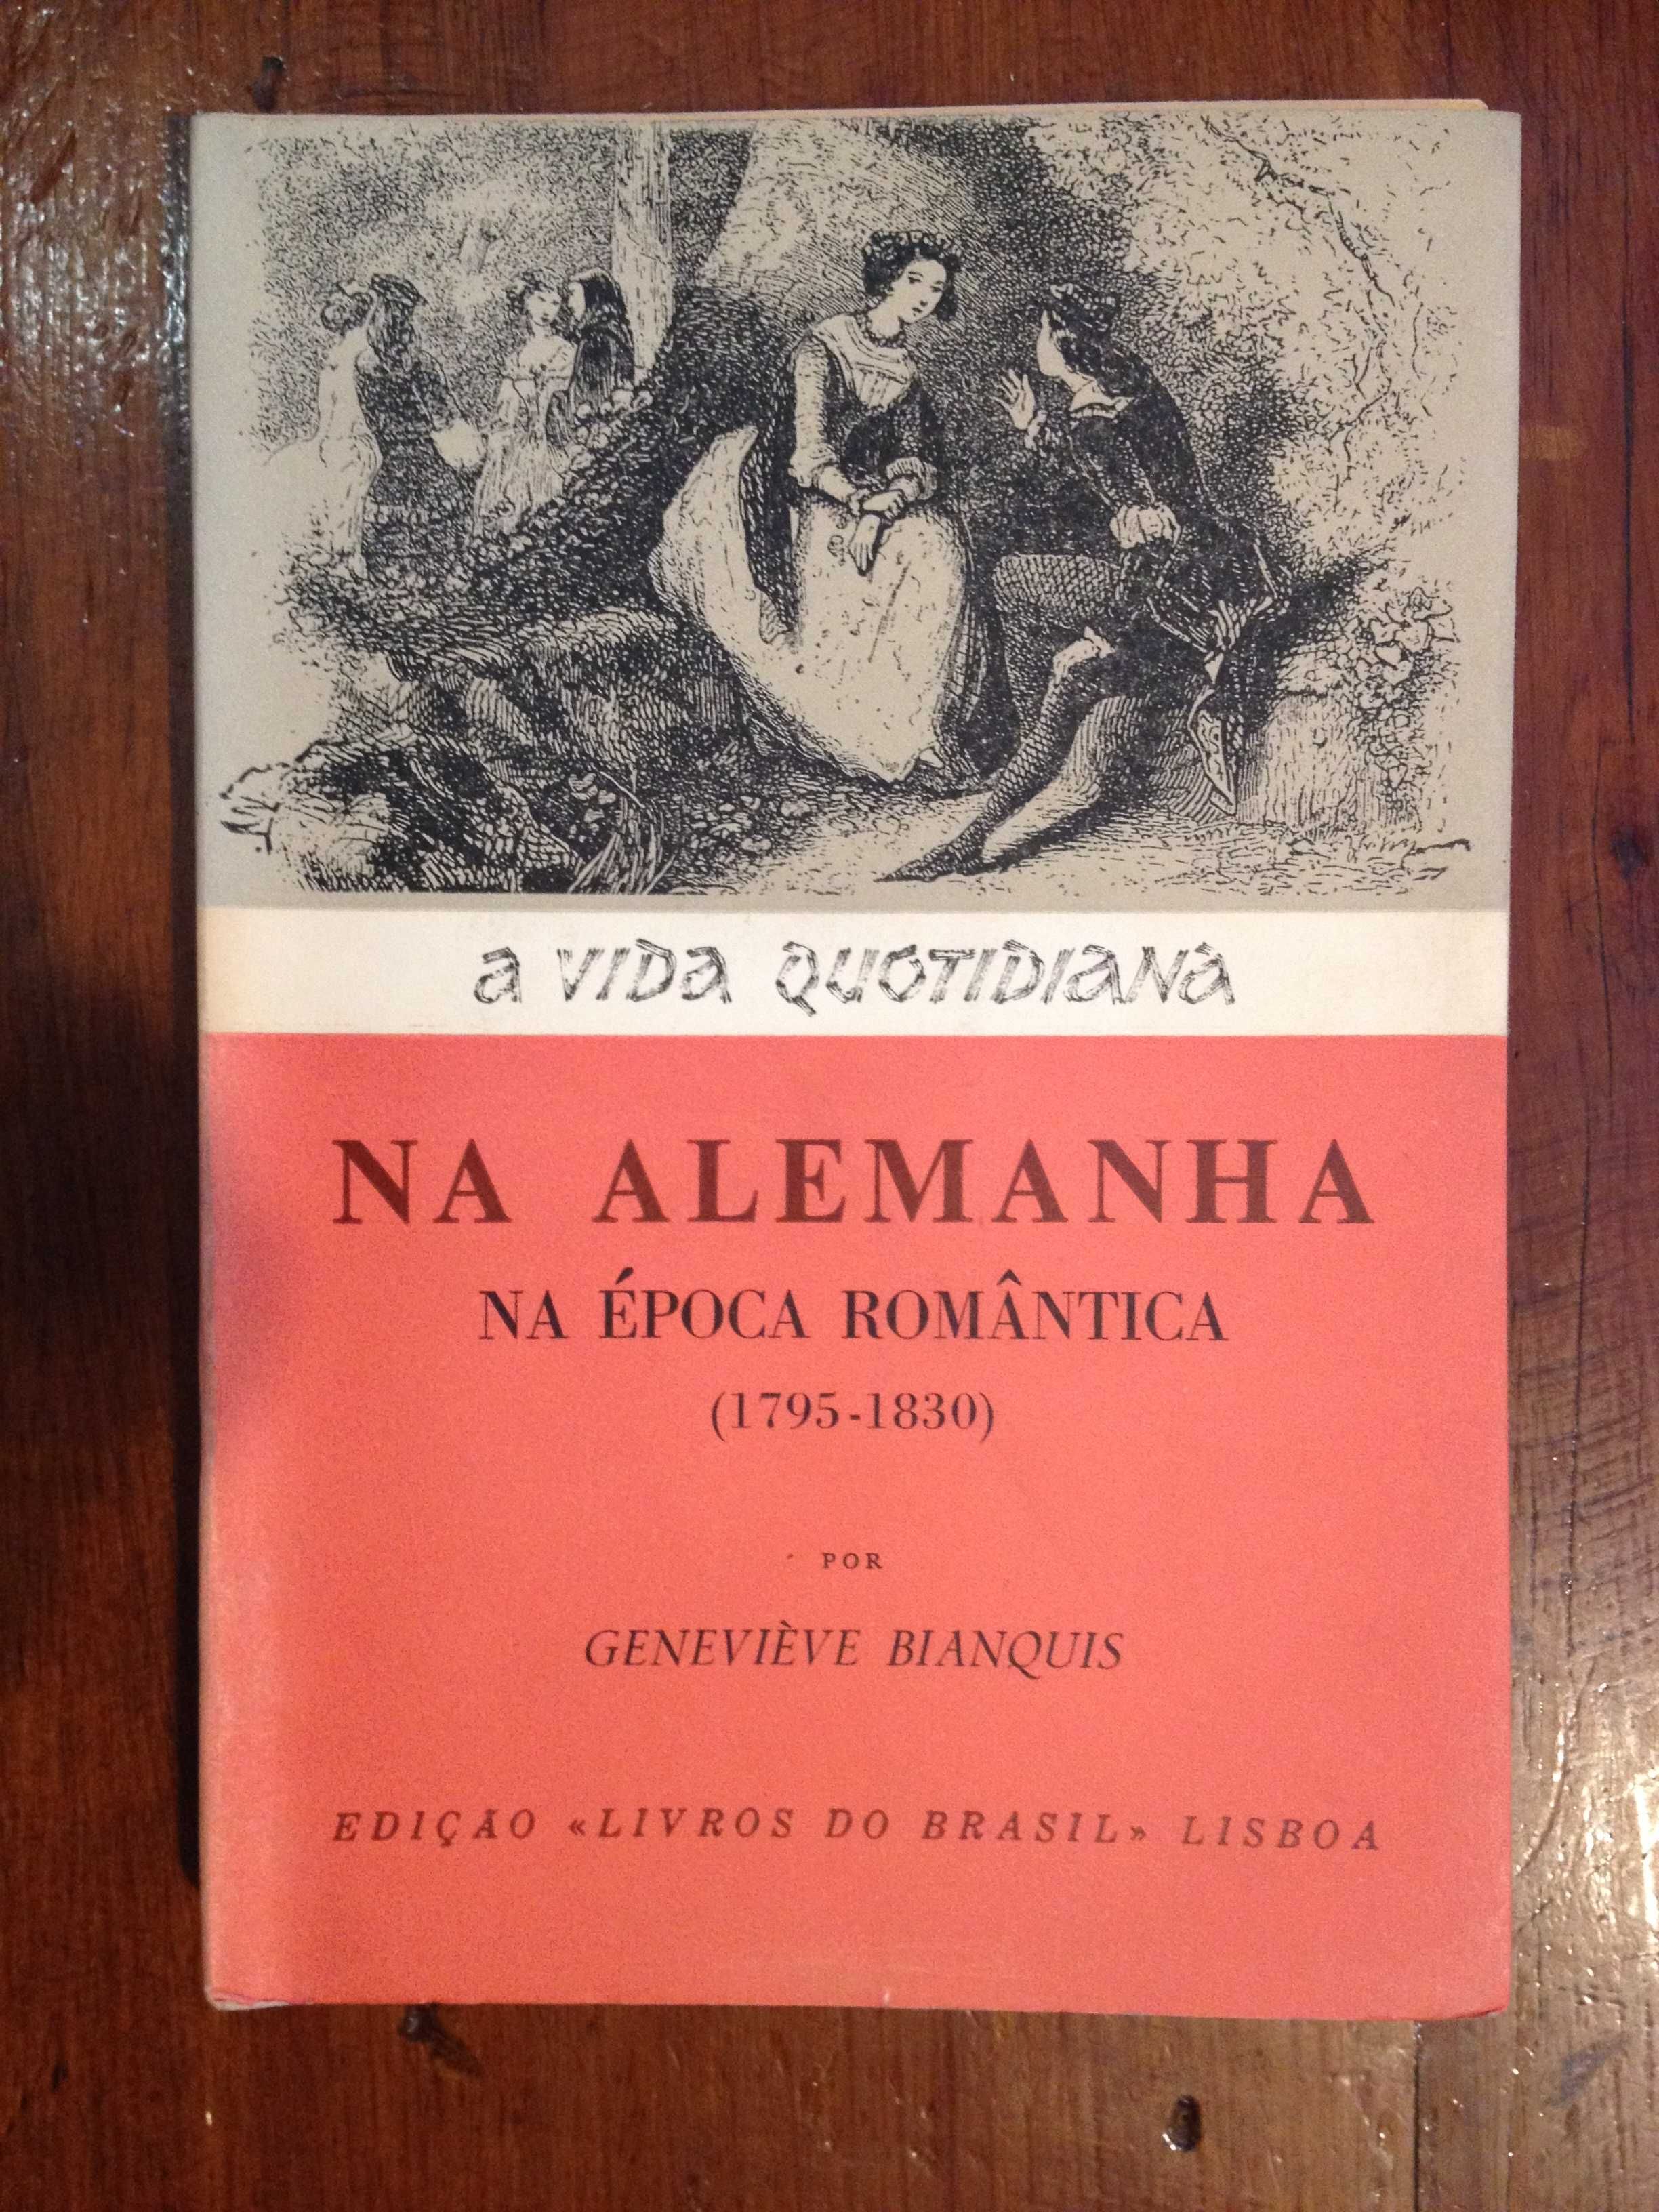 a VIDa QUOTIDIaNa
NA ALEMANHA
NA ÉPOCA ROMÂNTICA
(1795-1830)
POR
GENEVIÈVE BIANQUIS
EDIÇÃO «LIVROS DO BRASIL» LISBOA